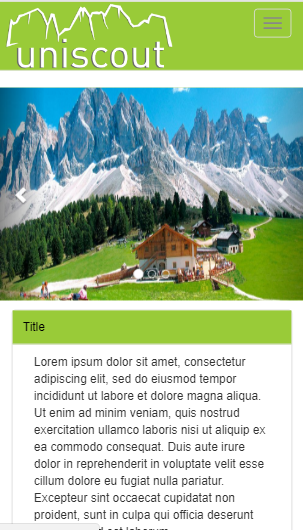 uniscout
Title
Lorem ipsum dolor sit amet, consectetur
adipiscing elit, sed do eiusmod tempor
incididunt ut labore et dolore magna aliqua.
Ut enim ad minim veniam, quis nostrud
exercitation ullamco laboris nisi ut aliquip ex
ea commodo consequat. Duis aute irure
dolor in reprehenderit in voluptate velit esse
cillum dolore eu fugiat nulla pariatur.
Excepteur sint occaecat cupidatat non
proident, sunt in culpa qui officia deserunt
est laborum